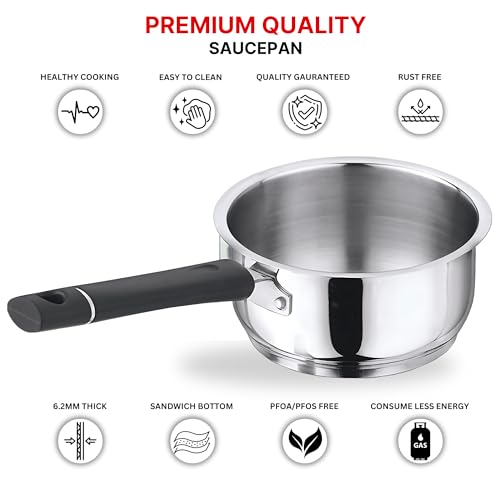 PREMIUM QUALITY
SAUCEPAN
HEALTHY COOKING
EASY TO CLEAN
QUALITY GAURANTEED
RUST FREE
6.2MM THICK
SANDWICH BOTTOM
PFOA/PFOS FREE
CONSUME LESS ENERGY
GAS